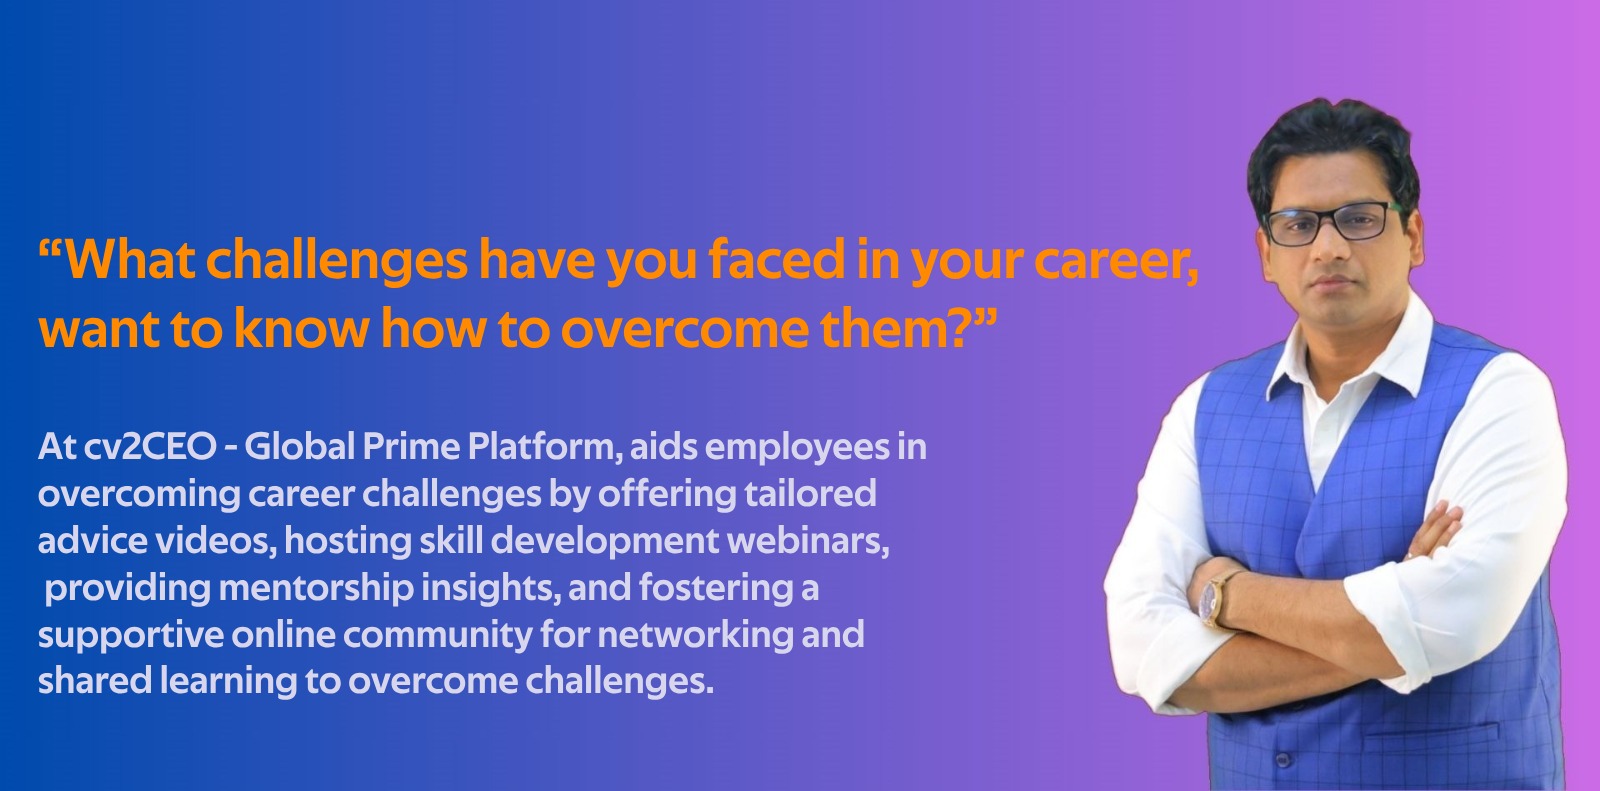 “What challenges have you faced in your career,
want to know how to overcome them?”
At cv2CEO - Global Prime Platform, aids employees in
overcoming career challenges by offering tailored
advice videos, hosting skill development webinars,
providing mentorship insights, and fostering a
supportive online community for networking and
shared learning to overcome challenges.